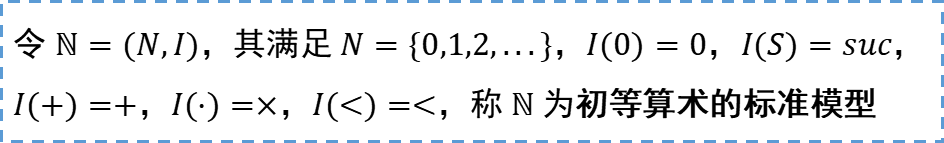 令 ℕ = (N, I)，其满足 N = {0,1,2,...}，I(0) = 0，I(S) = suc，
I(+) =+，I(·) =×，I(<) =<，称 ℕ 为初等算术的标准模型